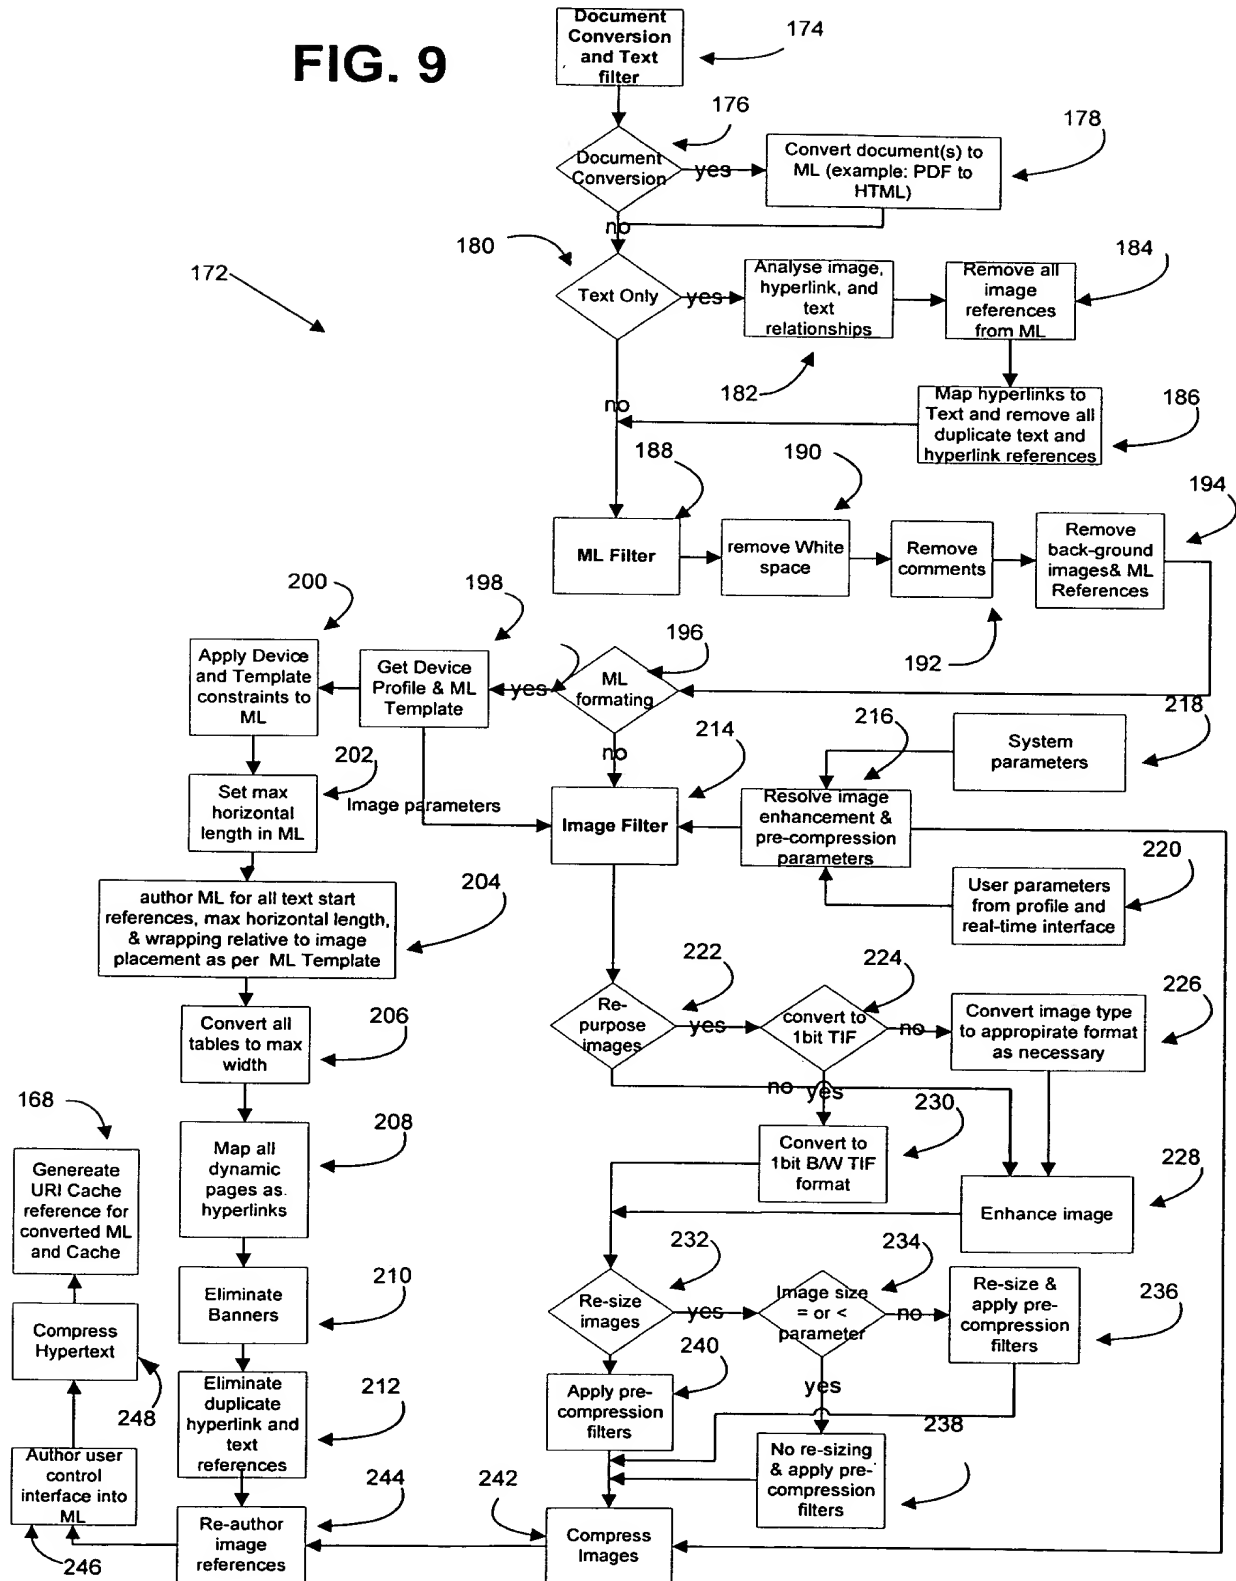 FIG. 9
Document
Conversion
and Text
filter
174
176
178
Document
Conversion
yes
Convert document(s) to
ML (example: PDF to
HTML)
no
180
172
Text Only
yes
Analyse image,
hyperlink, and
text
relationships
Remove all
image
references
from ML
184
182
no
Map hyperlinks to
Text and remove all
duplicate text and
hyperlink references
186
188
190
194
ML Filter
remove White
space
Remove
comments
Remove
back-ground
images& ML
References
192
200
198
196
Apply Device
and Template
constraints to
ML
Get Device
Profile & ML
Template
yes
ML
formating
no
214
216
218
System
parameters
202
Set max
horizontal
length in ML
Image parameters
Image Filter
Resolve image
enhancement &
pre-compression
parameters
220
User parameters
from profile and
real-time interface
204
author ML for all text start
references, max horizontal length,
& wrapping relative to image
placement as per ML Template
222
224
226
Re-
purpose
images
yes
convert to
1bit TIF
no
Convert image type
to appropirate format
as necessary
no
yes
206
Convert all
tables to max
width
230
Convert to
1bit B/W TIF
format
228
Enhance image
168
208
Genereate
URI Cache
reference for
converted ML
and Cache
Map all
dynamic
pages as
hyperlinks
232
234
236
Re-size
images
yes
Image size
= or <
parameter
no
Re-size &
apply pre-
compression
filters
yes
210
Eliminate
Banners
Compress
Hypertext
248
240
Apply pre-
compression
filters
238
No re-sizing
& apply pre-
compression
filters
212
Eliminate
duplicate
hyperlink and
text
references
Author user
control
interface into
ML
246
244
Re-author
image
references
242
Compress
Images